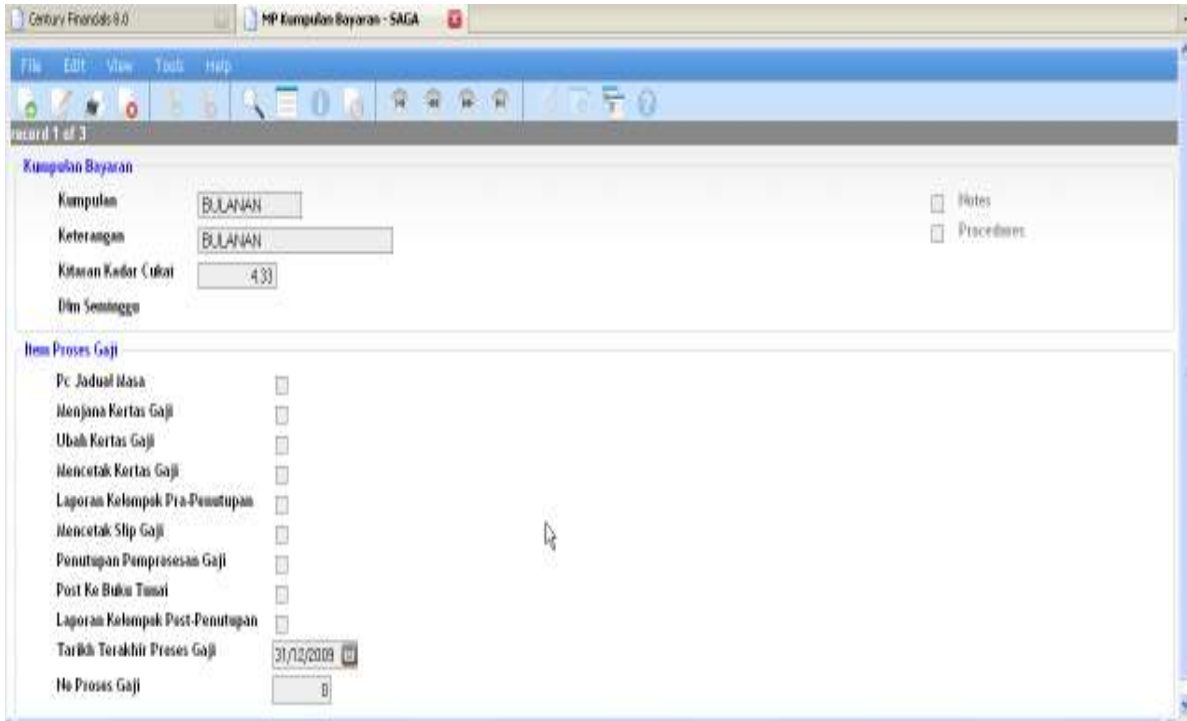 Century Financials 8.0
MP Kumpulan Bayaran - SAGA
File Edit View Tools Help
record 1 of 3
Kumpulan Bayaran
Kumpulan BULANAN
Notes
Keterangan BULANAN
Procedures
Kitaran Kadar Cukai 4.33
Dlm Seminggu
Item Proses Gaji
Pc Jadual Masa
Menjana Kertas Gaji
Ubah Kertas Gaji
Mencetak Kertas Gaji
Laporan Kelompok Pra-Penutupan
Mencetak Slip Gaji
Penutupan Pemprosesan Gaji
Post Ke Buku Tunai
Laporan Kelompok Post-Penutupan
Tarikh Terakhir Proses Gaji 31/12/2009
No Proses Gaji